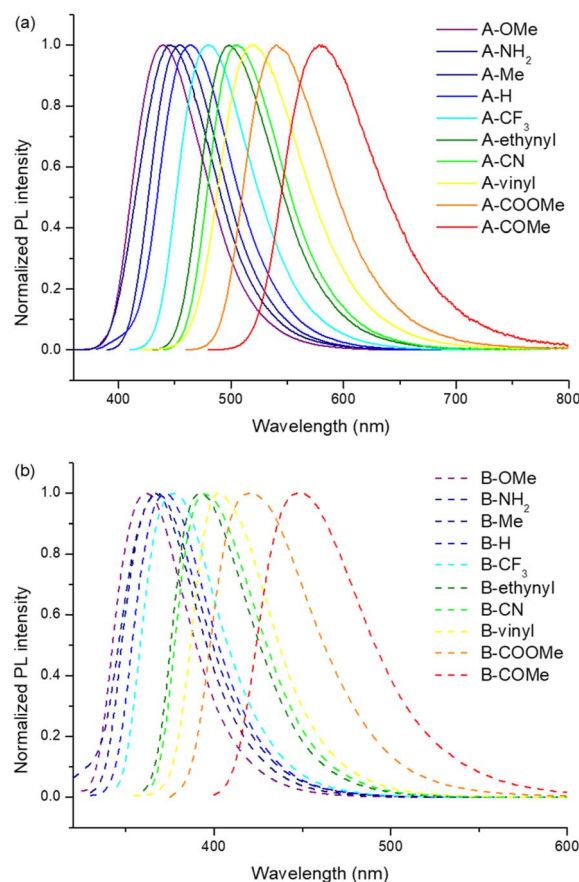 (a)
1.0
0.8
0.6
0.4
0.2
0.0
Normalized PL intensity
A-OMe
A-NH2
A-Me
A-H
A-CF3
A-ethynyl
A-CN
A-vinyl
A-COOMe
A-COMe
400 500 600 700 800
Wavelength (nm)
(b)
1.0
0.8
0.6
0.4
0.2
0.0
Normalized PL intensity
B-OMe
B-NH2
B-Me
B-H
B-CF3
B-ethynyl
B-CN
B-vinyl
B-COOMe
B-COMe
400 500 600
Wavelength (nm)